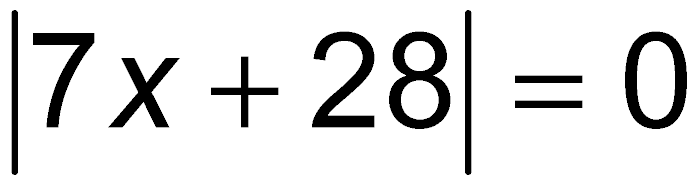 |7x + 28| = 0